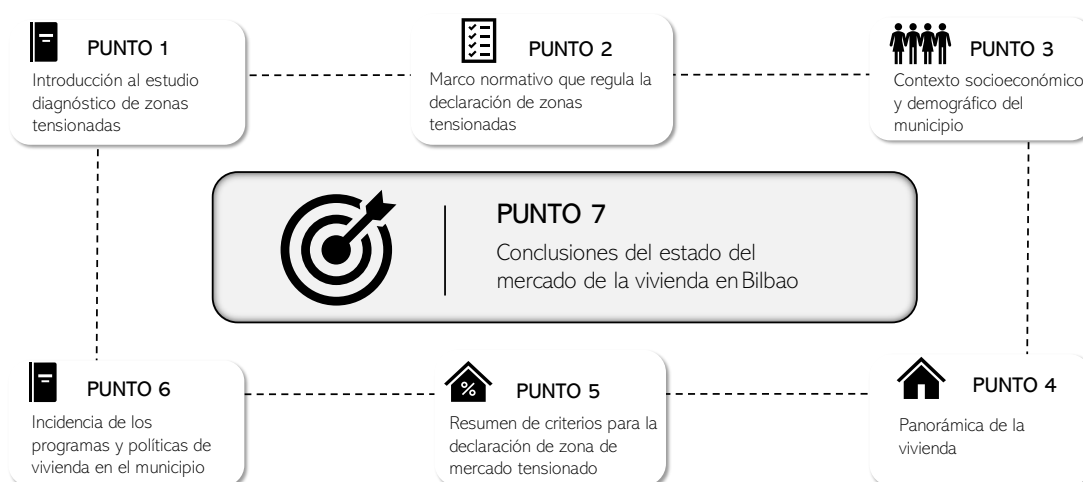 PUNTO 1
Introducción al estudio
diagnóstico de zonas
tensionadas
PUNTO 2
Marco normativo que regula la
declaración de zonas
tensionadas
PUNTO 3
Contexto socioeconómico
y demográfico del
municipio
PUNTO 7
Conclusiones del estado del
mercado de la vivienda en Bilbao
PUNTO 6
Incidencia de los
programas y políticas de
vivienda en el municipio
%
PUNTO 5
Resumen de criterios para la
declaración de zona de
mercado tensionado
PUNTO 4
Panorámica de la
vivienda